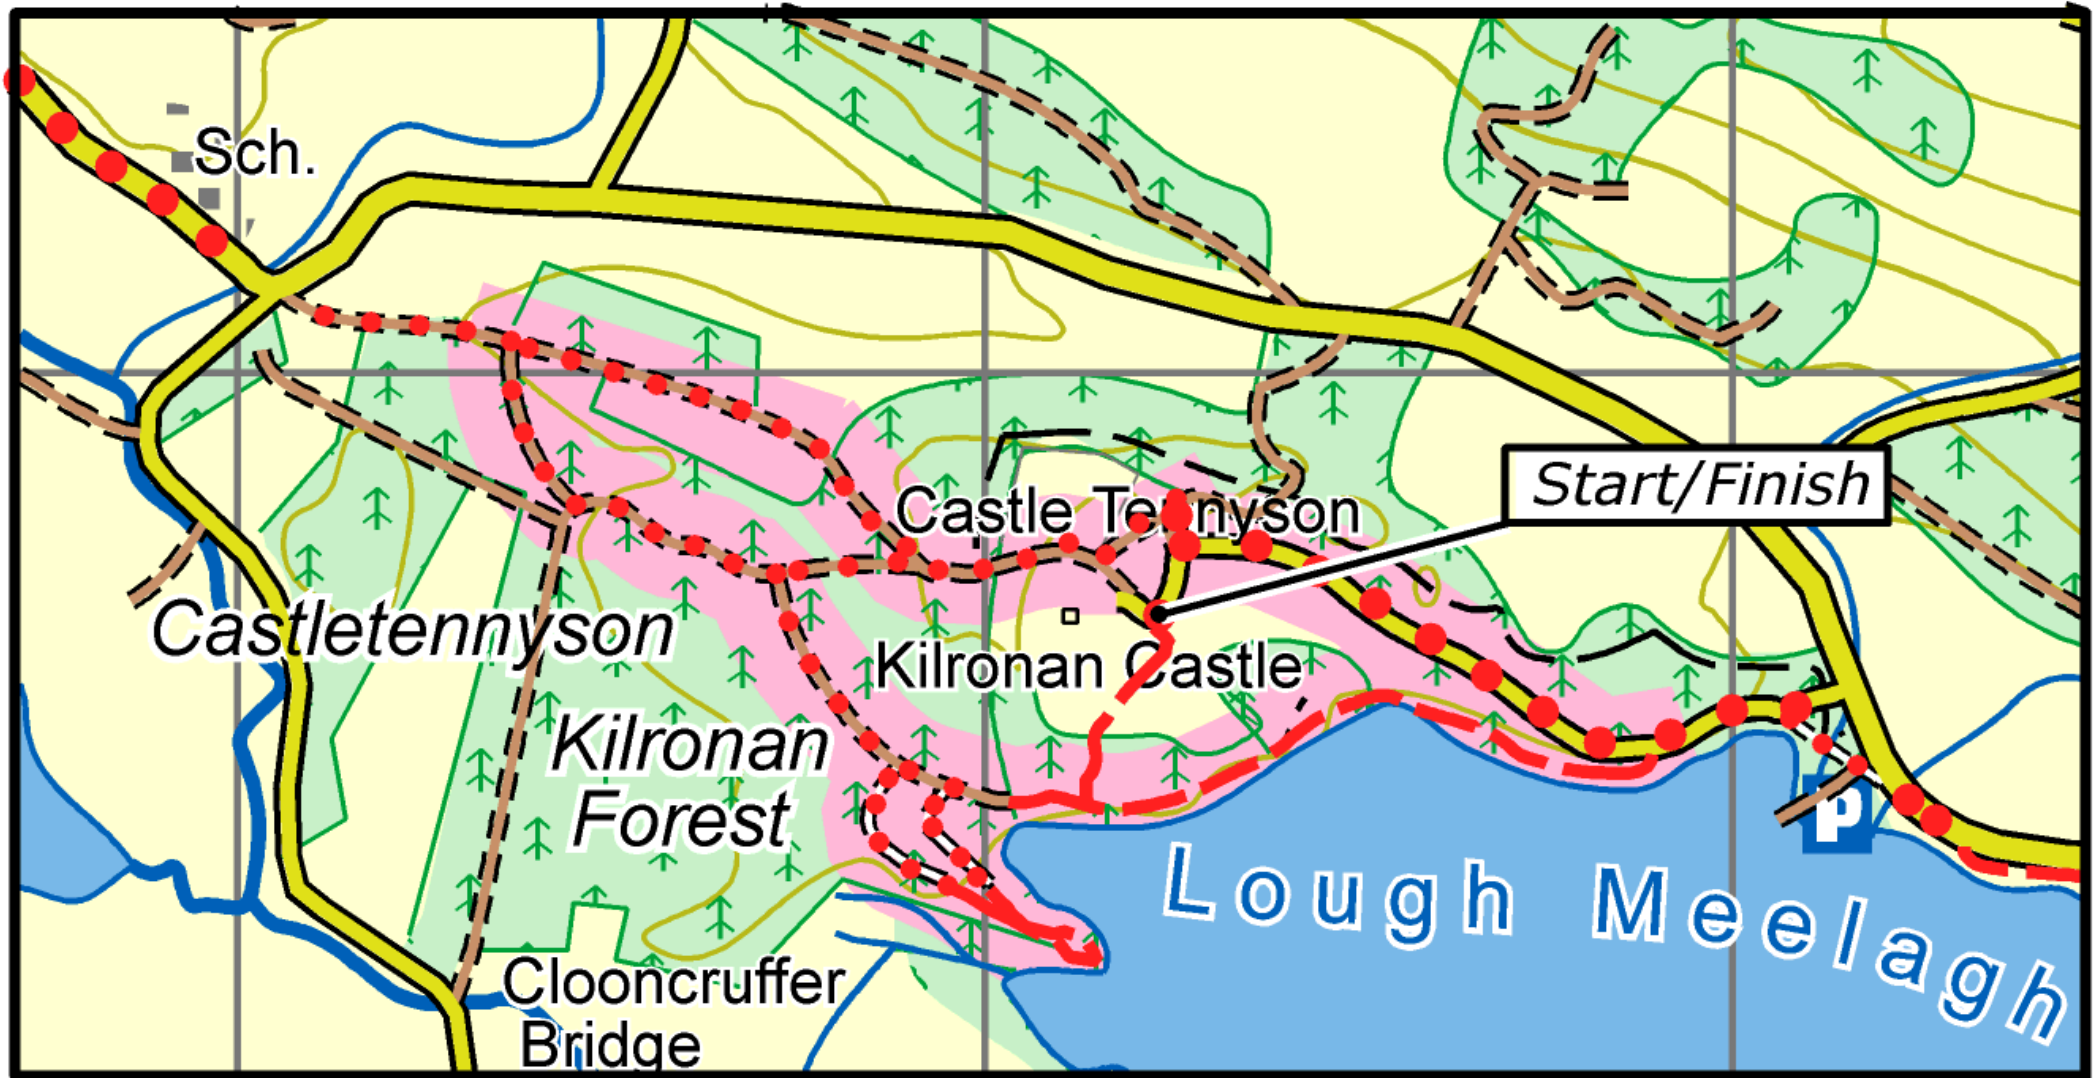 Sch.
Start/Finish
Castle Tennyson
Castletennyson
Kilronan Castle
Kilronan
Forest
P
Lough Meelagh
Clooncruffer
Bridge